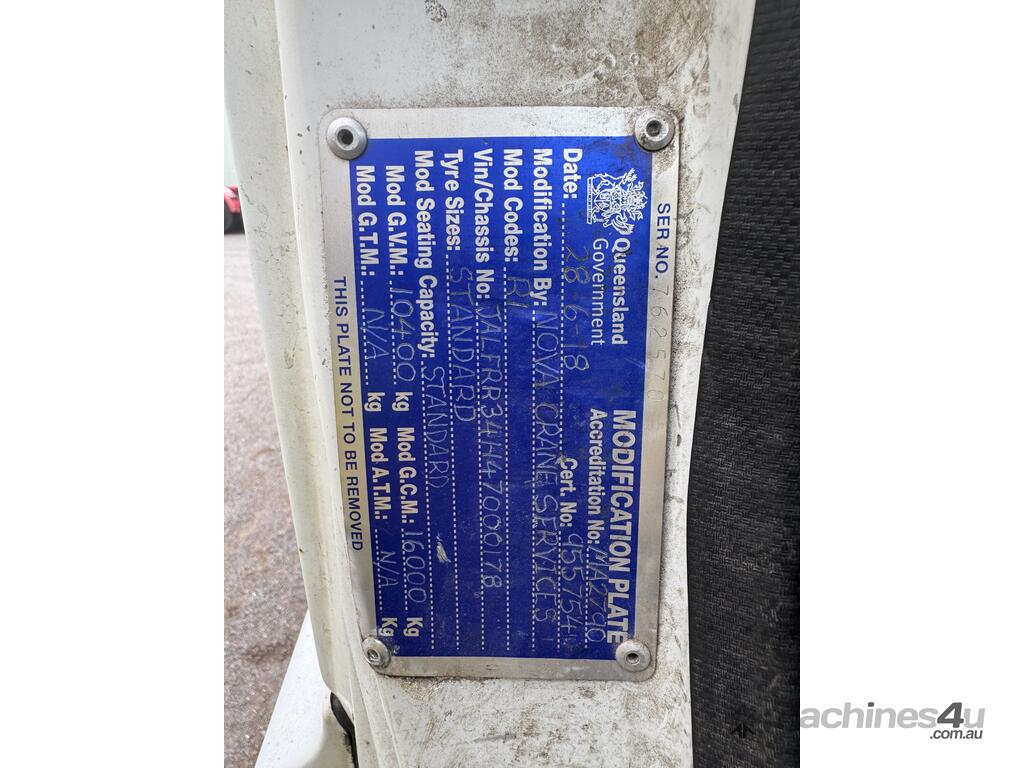 SER NO. 762570
Queensland
Government
MODIFICATION PLATE
Accreditation No: MA2790
Date: 28-6-18 Cert. No: 9557541
Modification By: NOVA CRANE SERVICES
Mod Codes: R1
Vin/Chassis No: JALFRR34H47000178
Tyre Sizes: STANDARD
Mod Seating Capacity: STANDARD
Mod G.V.M.: 10400 kg Mod G.C.M.: 16000 Kg
Mod G.T.M.: N/A kg Mod A.T.M.: N/A Kg
THIS PLATE NOT TO BE REMOVED
machines4u
.com.au